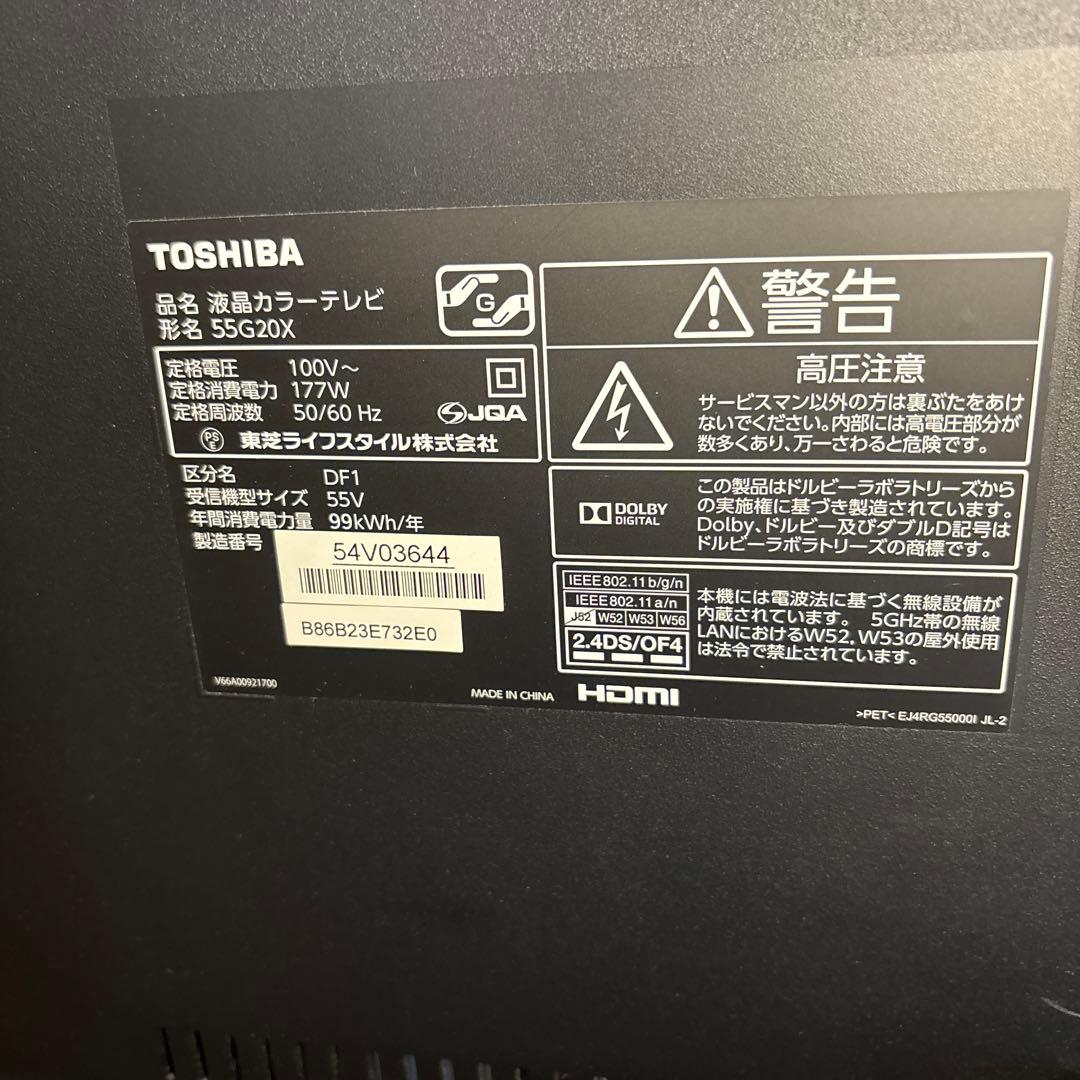 TOSHIBA
品名 液晶カラーテレビ
形名 55G20X
G
定格電圧 100V～
定格消費電力 177W
定格周波数 50/60 Hz
JQA
PS
E
東芝ライフスタイル株式会社
区分名 DF1
受信機型サイズ 55V
年間消費電力量 99kWh/年
製造番号
54V03644
B86B23E732E0
V66A00921700
MADE IN CHINA
HDMI
警告
高圧注意
サービスマン以外の方は裏ぶたをあけ
ないでください。内部には高電圧部分が
数多くあり、万一さわると危険です。
DOLBY
DIGITAL
この製品はドルビーラボラトリーズから
の実施権に基づき製造されています。
Dolby、ドルビー及びダブルD記号は
ドルビーラボラトリーズの商標です。
IEEE802.11b/g/n
IEEE802.11a/n
J52 W52 W53 W56
2.4DS/OF4
本機には電波法に基づく無線設備が
内蔵されています。 5GHz帯の無線
LANにおけるW52、W53の屋外使用
は法令で禁止されています。
>PET< EJ4RG55000I JL-2